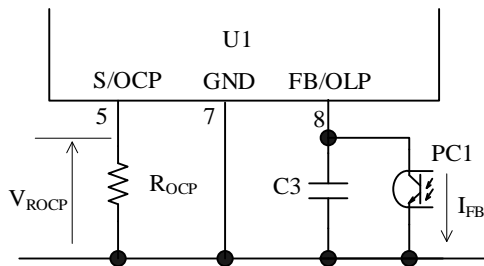 U1
S/OCP GND FB/OLP
5 7 8
PC1
VROCP ROCP C3 IFB